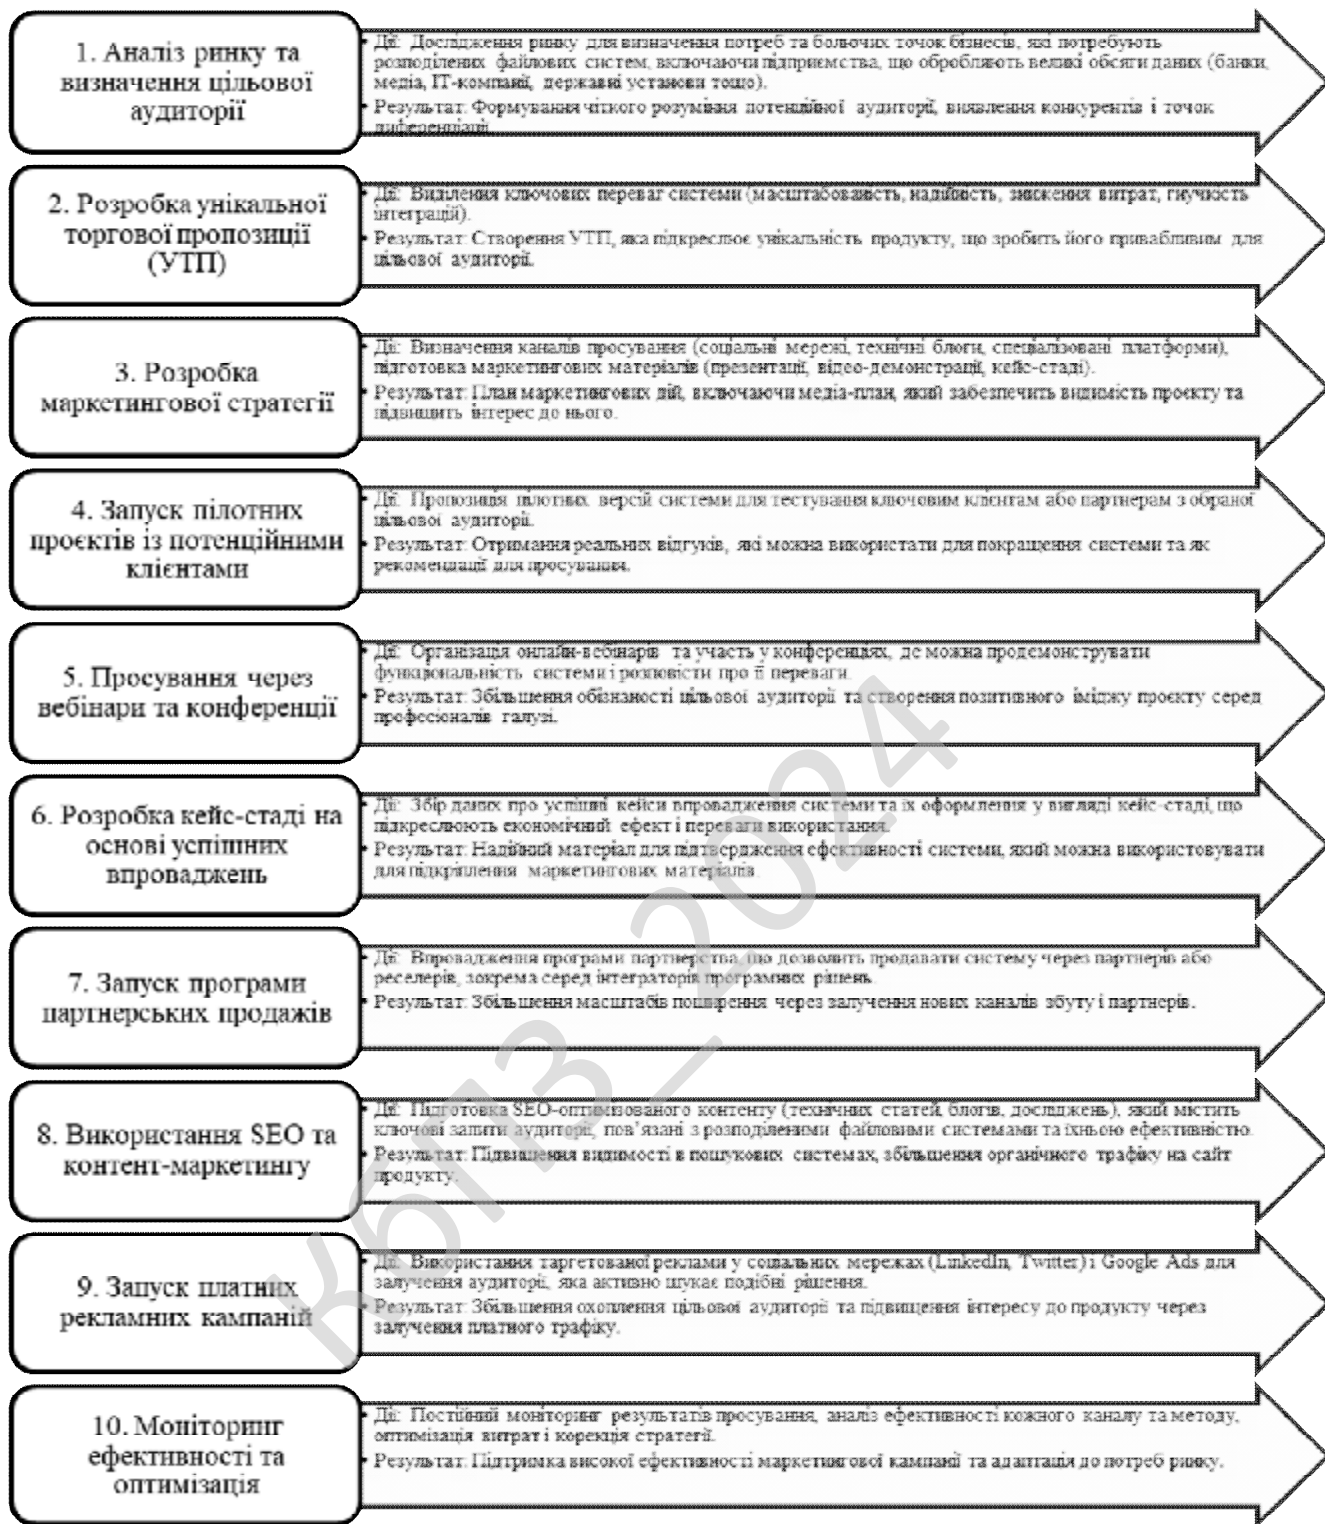 1. Аналіз ринку та
визначення цільової
аудиторії
• Дії: Дослідження ринку для визначення потреб та болючих точок бізнесів, які потребують
розподілених файлових систем, включаючи підприємства, що обробляють великі обсяги даних (банки,
медіа, ІТ-компанії, державні установи тощо).
• Результат: Формування чіткого розуміння потенційної аудиторії, виявлення конкурентів і точок
диференціації.
2. Розробка унікальної
торгової пропозиції
(УТП)
• Дії: Виділення ключових переваг системи (масштабованість, надійність, зниження витрат, гнучкість
інтеграції).
• Результат: Створення УТП, яка підкреслює унікальність продукту, що зробить його привабливим для
цільової аудиторії.
3. Розробка
маркетингової стратегії
• Дії: Визначення каналів просування (соціальні мережі, технічні блоги, спеціалізовані платформи),
підготовка маркетингових матеріалів (презентації, відео-демонстрації, кейс-стаді).
• Результат: План маркетингових дій, включаючи медіа-план, який забезпечить видимість проєкту та
підвищить інтерес до нього.
4. Запуск пілотних
проєктів із потенційними
клієнтами
• Дії: Пропозиція пілотних версій системи для тестування ключовим клієнтам або партнерам з обраної
цільової аудиторії.
• Результат: Отримання реальних відгуків, які можна використати для покращення системи та як
рекомендації для просування.
5. Просування через
вебінари та конференції
• Дії: Організація онлайн-вебінарів та участь у конференціях, де можна продемонструвати
функціональність системи і розповісти про її переваги.
• Результат: Збільшення обізнаності цільової аудиторії та створення позитивного іміджу проєкту серед
професіоналів галузі.
6. Розробка кейс-стаді на
основі успішних
впроваджень
• Дії: Збір даних про успішні кейси впровадження системи та їх оформлення у вигляді кейс-стаді, що
підкреслюють економічний ефект і переваги використання.
• Результат: Надійний матеріал для підтвердження ефективності системи, який можна використовувати
для підкріплення маркетингових матеріалів.
7. Запуск програми
партнерських продажів
• Дії: Впровадження програми партнерства, що дозволить продавати систему через партнерів або
реселерів, зокрема серед інтеграторів програмних рішень.
• Результат: Збільшення масштабів поширення через залучення нових каналів збуту і партнерів.
8. Використання SEO та
контент-маркетингу
• Дії: Підготовка SEO-оптимізованого контенту (технічних статей, блогів, досліджень), який містить
ключові запити аудиторії, пов’язані з розподіленими файловими системами та їхньою ефективністю.
• Результат: Підвищення видимості в пошукових системах, збільшення органічного трафіку на сайт
продукту.
9. Запуск платних
рекламних кампаній
• Дії: Використання таргетованої реклами у соціальних мережах (LinkedIn, Twitter) і Google Ads для
залучення аудиторії, яка активно шукає подібні рішення.
• Результат: Збільшення охоплення цільової аудиторії та підвищення інтересу до продукту через
залучення платного трафіку.
10. Моніторинг
ефективності та
оптимізація
• Дії: Постійний моніторинг результатів просування, аналіз ефективності кожного каналу та методу,
оптимізація витрат і корекція стратегії.
• Результат: Підтримка високої ефективності маркетингової кампанії та адаптація до потреб ринку.
КБПЗ_2024